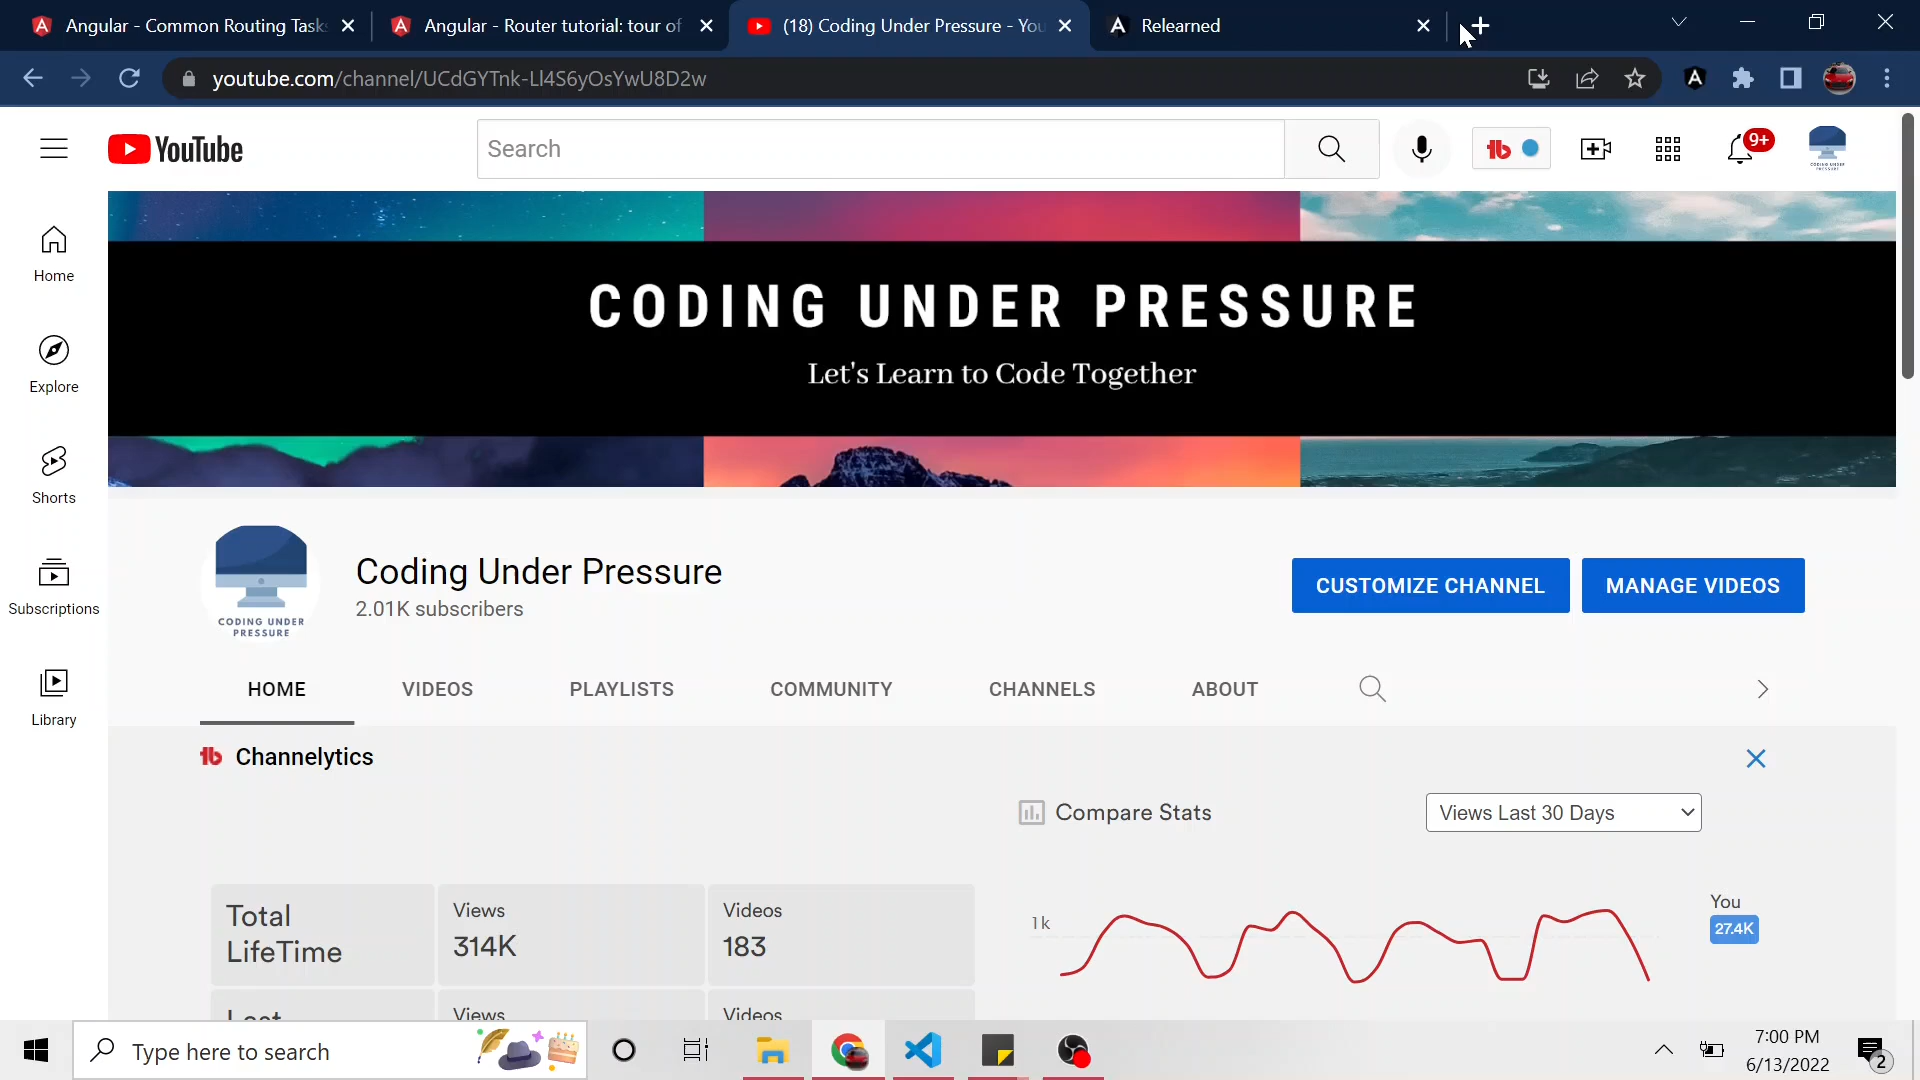 Angular - Common Routing Tasks
Angular - Router tutorial: tour of
(18) Coding Under Pressure - You
Relearned
youtube.com/channel/UCdGYTnk-Ll4S6yOsYwU8D2w
YouTube
Search
9+
Home
Explore
Shorts
Subscriptions
Library
CODING UNDER PRESSURE
Let's Learn to Code Together
CODING UNDER
PRESSURE
Coding Under Pressure
2.01K subscribers
CUSTOMIZE CHANNEL
MANAGE VIDEOS
HOME
VIDEOS
PLAYLISTS
COMMUNITY
CHANNELS
ABOUT
Channelytics
Compare Stats
Views Last 30 Days
Total
LifeTime
Views
314K
Videos
183
1k
You
27.4K
Last
Views
Videos
Type here to search
7:00 PM
6/13/2022
2